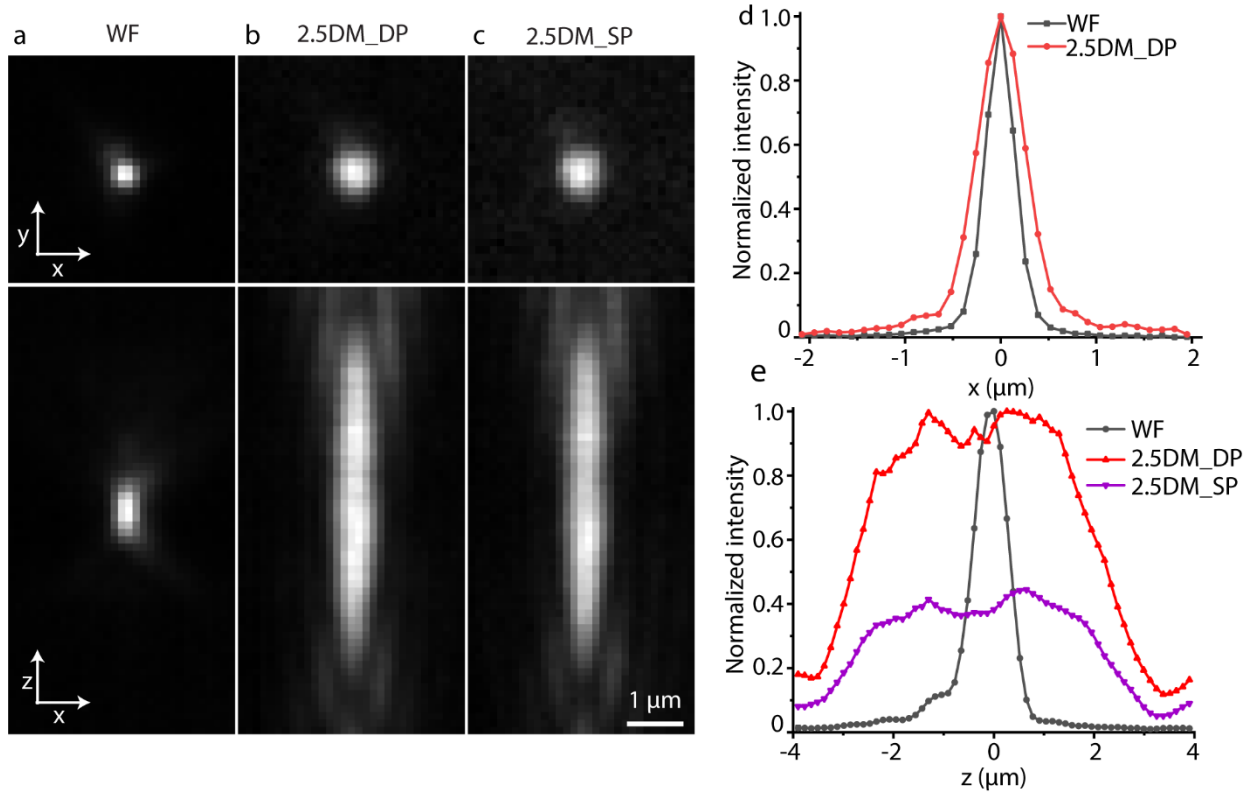 a WF b 2.5DM_DP c 2.5DM_SP
y
x
z
x
1 µm
d
WF
2.5DM_DP
Normalized intensity
1.0
0.8
0.6
0.4
0.2
0
-2 -1 0 1 2
x (µm)
e
WF
2.5DM_DP
2.5DM_SP
Normalized intensity
1.0
0.8
0.6
0.4
0.2
0
-4 -2 0 2 4
z (µm)